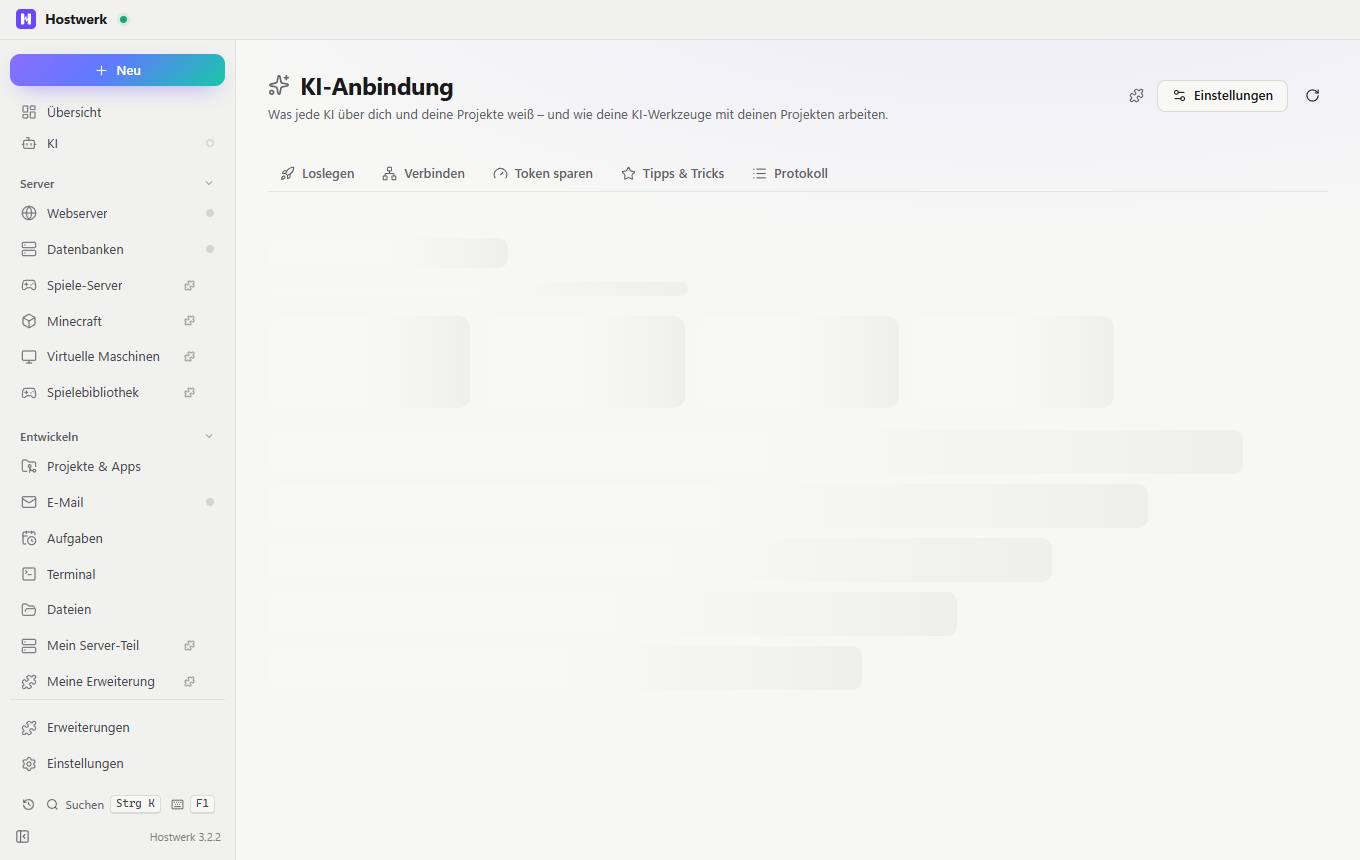 Hostwerk
Neu
Übersicht
KI
Server
Webserver
Datenbanken
Spiele-Server
Minecraft
Virtuelle Maschinen
Spielebibliothek
Entwickeln
Projekte & Apps
E-Mail
Aufgaben
Terminal
Dateien
Mein Server-Teil
Meine Erweiterung
Erweiterungen
Einstellungen
Suchen Strg K F1
Hostwerk 3.2.2
KI-Anbindung
Was jede KI über dich und deine Projekte weiß – und wie deine KI-Werkzeuge mit deinen Projekten arbeiten.
Einstellungen
Loslegen Verbinden Token sparen Tipps & Tricks Protokoll